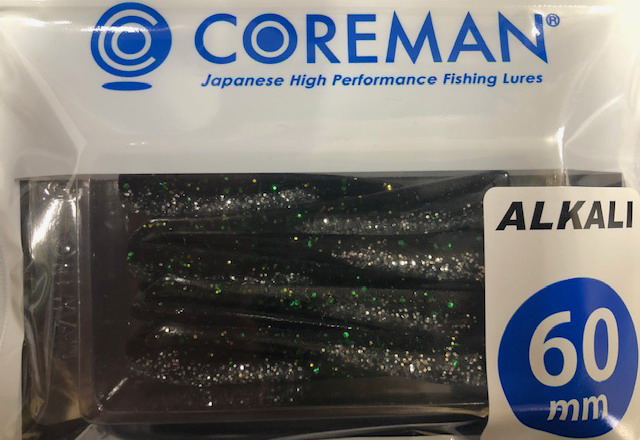 COREMAN®
Japanese High Performance Fishing Lures
ALKALI
60
mm